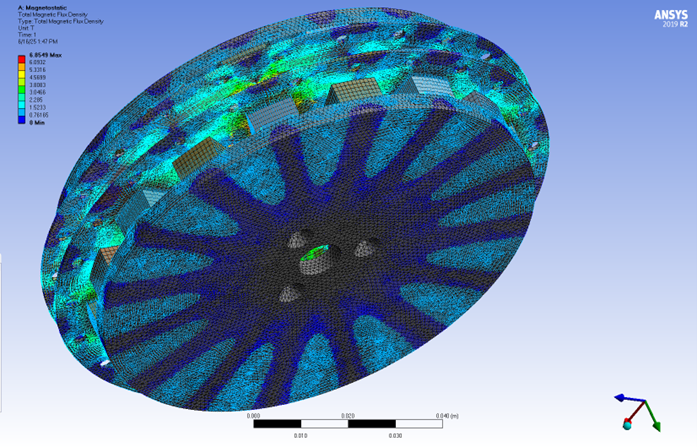 A: Magnetostatic
Total Magnetic Flux Density
Type: Total Magnetic Flux Density
Unit: T
Time: 1
6/16/25 1:47 PM
6.8549 Max
6.0932
5.3316
4.5699
3.8083
3.0466
2.285
1.5233
0.76165
0 Min
ANSYS
2019 R2
0.000 0.020 0.040 (m)
0.010 0.030